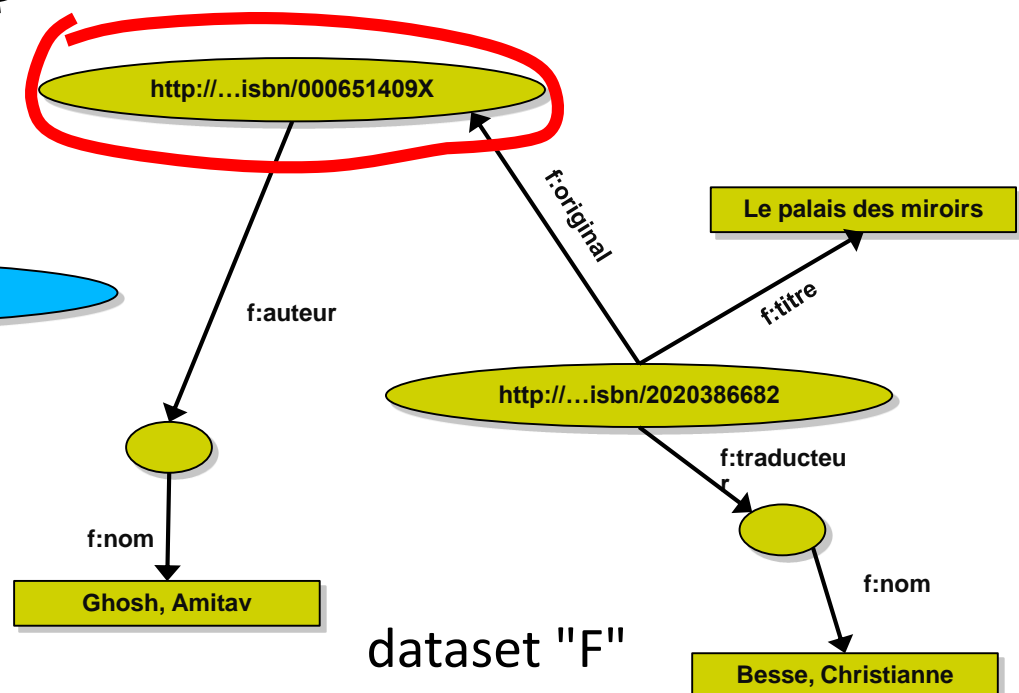 http://…isbn/000651409X
f:original
Le palais des miroirs
f:titre
f:auteur
http://…isbn/2020386682
f:traducteu
r
f:nom
f:nom
Ghosh, Amitav
dataset "F"
Besse, Christianne